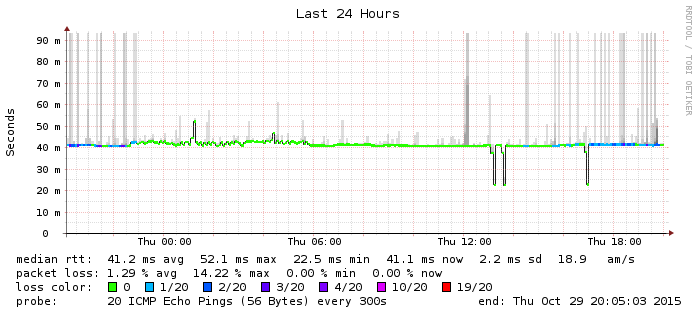 Last 24 Hours
RRDTOOL / TOBI OETIKER
Seconds
90 m
80 m
70 m
60 m
50 m
40 m
30 m
20 m
10 m
0
Thu 00:00 Thu 06:00 Thu 12:00 Thu 18:00
median rtt: 41.2 ms avg 52.1 ms max 22.5 ms min 41.1 ms now 2.2 ms sd 18.9 am/s
packet loss: 1.29 % avg 14.22 % max 0.00 % min 0.00 % now
loss color: 0 1/20 2/20 3/20 4/20 10/20 19/20
probe: 20 ICMP Echo Pings (56 Bytes) every 300s end: Thu Oct 29 20:05:03 2015